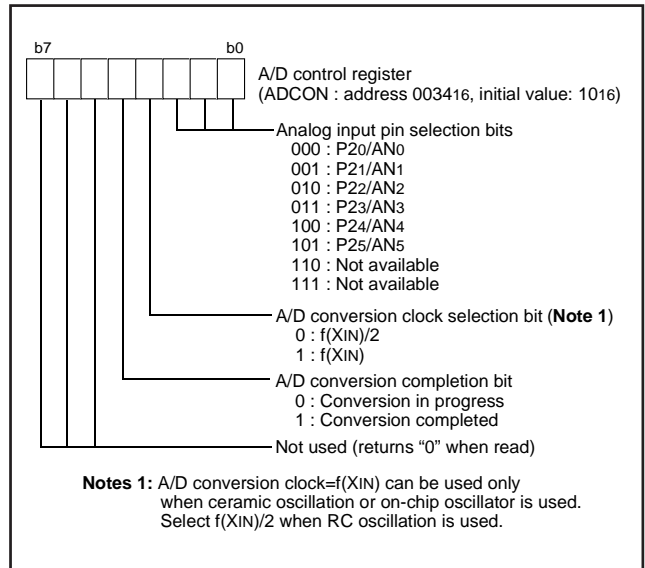 b7 b0
A/D control register
(ADCON : address 003416, initial value: 1016)
Analog input pin selection bits
000 : P20/AN0
001 : P21/AN1
010 : P22/AN2
011 : P23/AN3
100 : P24/AN4
101 : P25/AN5
110 : Not available
111 : Not available
A/D conversion clock selection bit (Note 1)
0 : f(XIN)/2
1 : f(XIN)
A/D conversion completion bit
0 : Conversion in progress
1 : Conversion completed
Not used (returns “0” when read)
Notes 1: A/D conversion clock=f(XIN) can be used only
when ceramic oscillation or on-chip oscillator is used.
Select f(XIN)/2 when RC oscillation is used.